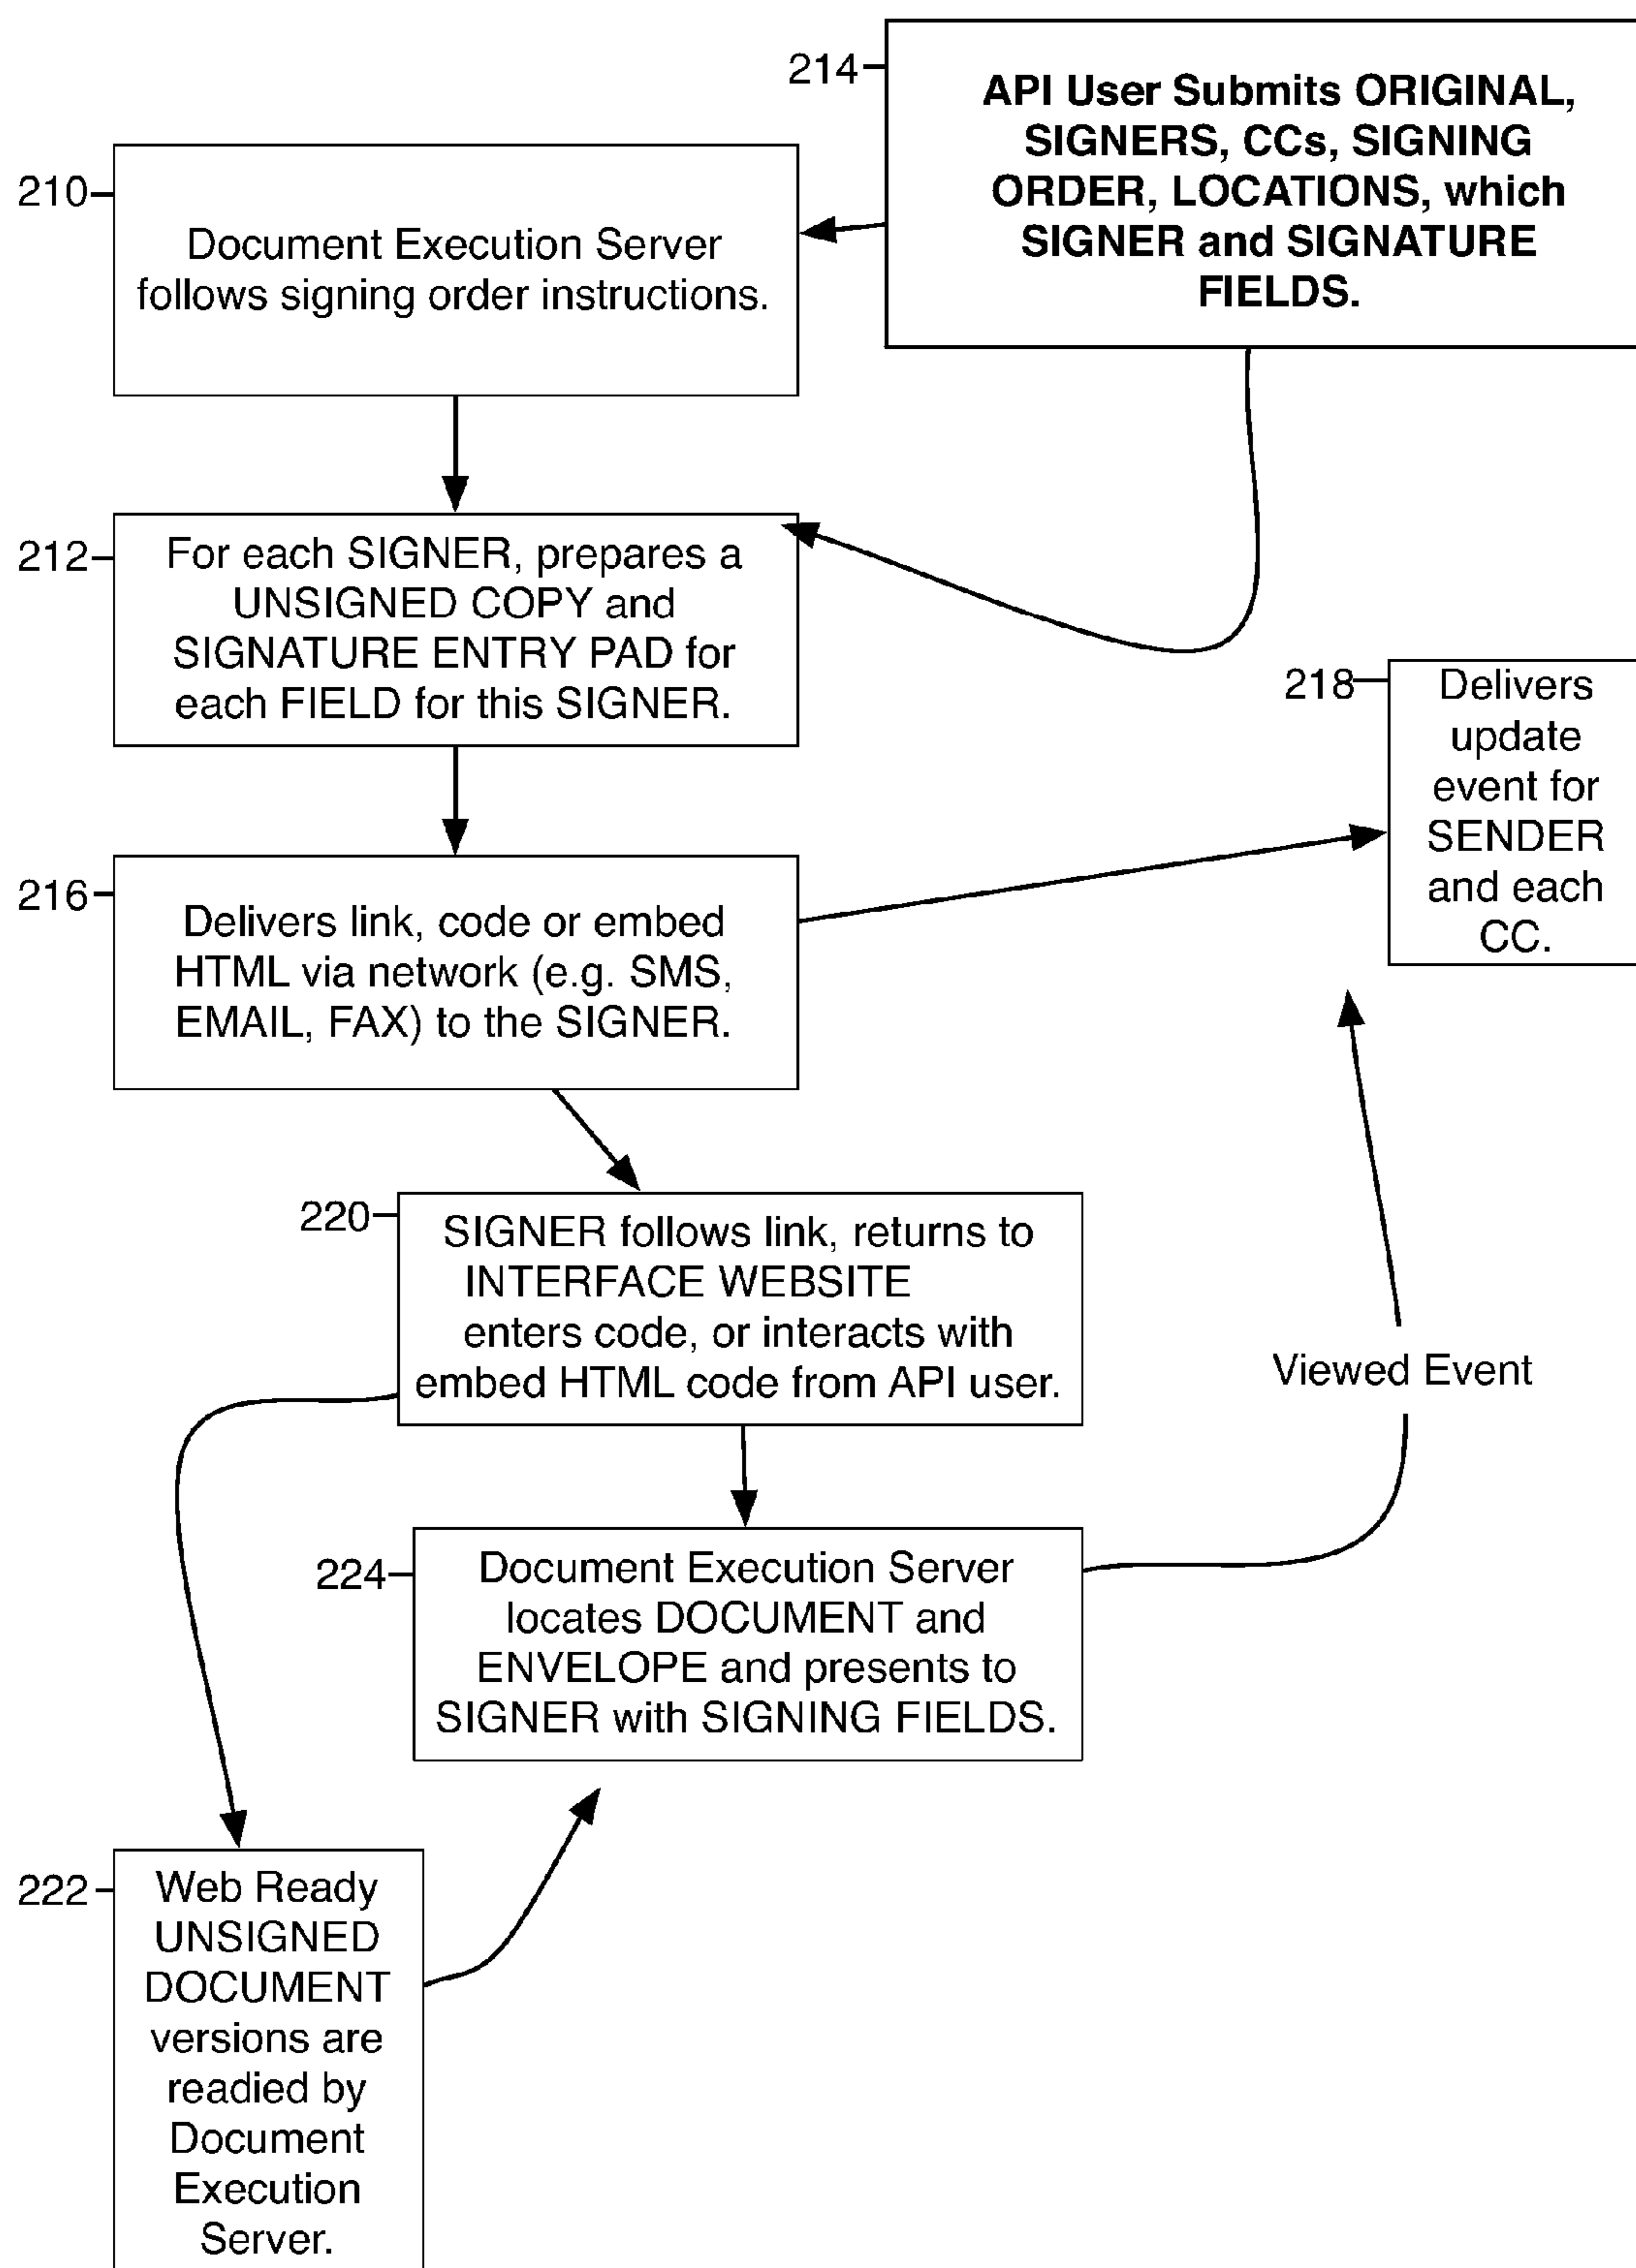 214
API User Submits ORIGINAL,
SIGNERS, CCs, SIGNING
ORDER, LOCATIONS, which
SIGNER and SIGNATURE
FIELDS.
210
Document Execution Server
follows signing order instructions.
212
For each SIGNER, prepares a
UNSIGNED COPY and
SIGNATURE ENTRY PAD for
each FIELD for this SIGNER.
218
Delivers
update
event for
SENDER
and each
CC.
216
Delivers link, code or embed
HTML via network (e.g. SMS,
EMAIL, FAX) to the SIGNER.
220
SIGNER follows link, returns to
INTERFACE WEBSITE
enters code, or interacts with
embed HTML code from API user.
Viewed Event
224
Document Execution Server
locates DOCUMENT and
ENVELOPE and presents to
SIGNER with SIGNING FIELDS.
222
Web Ready
UNSIGNED
DOCUMENT
versions are
readied by
Document
Execution
Server.